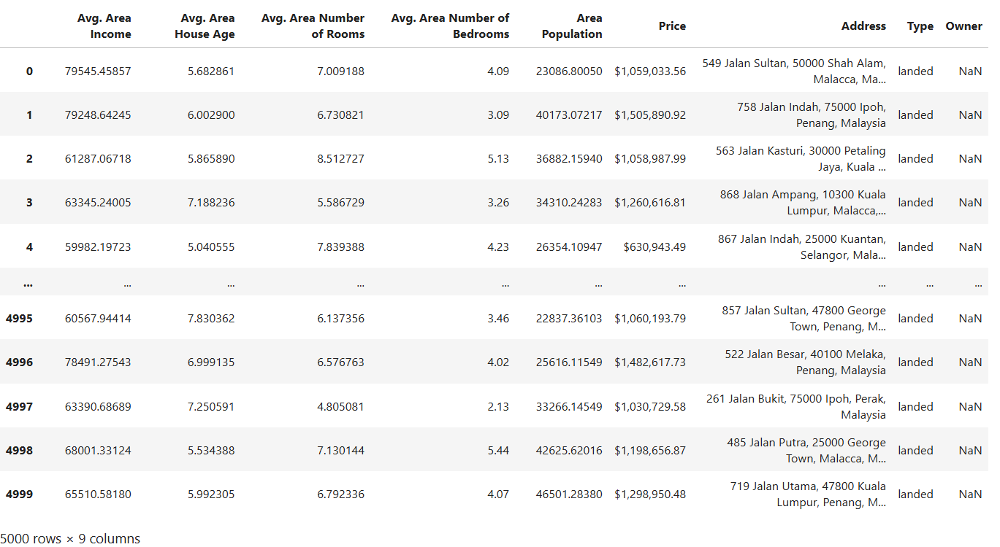 Avg. Area Income Avg. Area House Age Avg. Area Number of Rooms Avg. Area Number of Bedrooms Area Population Price Address Type Owner
0 79545.45857 5.682861 7.009188 4.09 23086.80050 $1,059,033.56 549 Jalan Sultan, 50000 Shah Alam, Malacca, Ma... landed NaN
1 79248.64245 6.002900 6.730821 3.09 40173.07217 $1,505,890.92 758 Jalan Indah, 75000 Ipoh, Penang, Malaysia landed NaN
2 61287.06718 5.865890 8.512727 5.13 36882.15940 $1,058,987.99 563 Jalan Kasturi, 30000 Petaling Jaya, Kuala ... landed NaN
3 63345.24005 7.188236 5.586729 3.26 34310.24283 $1,260,616.81 868 Jalan Ampang, 10300 Kuala Lumpur, Malacca,... landed NaN
4 59982.19723 5.040555 7.839388 4.23 26354.10947 $630,943.49 867 Jalan Indah, 25000 Kuantan, Selangor, Mala... landed NaN
... ... ... ... ... ... ... ... ... ...
4995 60567.94414 7.830362 6.137356 3.46 22837.36103 $1,060,193.79 857 Jalan Sultan, 47800 George Town, Penang, M... landed NaN
4996 78491.27543 6.999135 6.576763 4.02 25616.11549 $1,482,617.73 522 Jalan Besar, 40100 Melaka, Penang, Malaysia landed NaN
4997 63390.68689 7.250591 4.805081 2.13 33266.14549 $1,030,729.58 261 Jalan Bukit, 75000 Ipoh, Perak, Malaysia landed NaN
4998 68001.33124 5.534388 7.130144 5.44 42625.62016 $1,198,656.87 485 Jalan Putra, 25000 George Town, Malacca, M... landed NaN
4999 65510.58180 5.992305 6.792336 4.07 46501.28380 $1,298,950.48 719 Jalan Utama, 47800 Kuala Lumpur, Penang, M... landed NaN
5000 rows × 9 columns